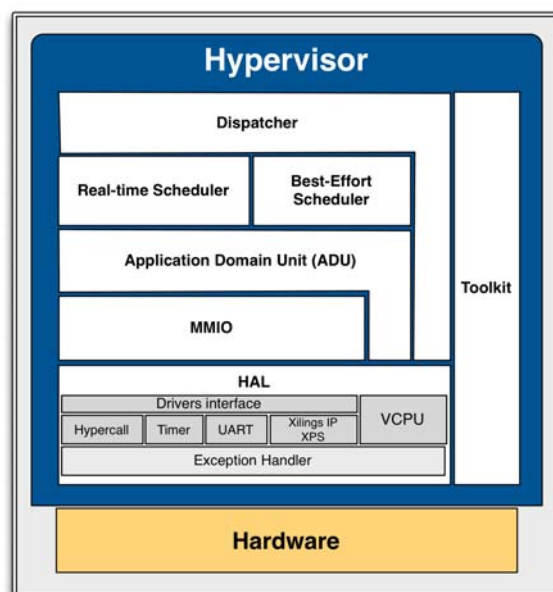 Hypervisor
Dispatcher
Real-time Scheduler
Best-Effort
Scheduler
Application Domain Unit (ADU)
Toolkit
MMIO
HAL
Drivers interface
VCPU
Hypercall
Timer
UART
Xilings IP
XPS
Exception Handler
Hardware